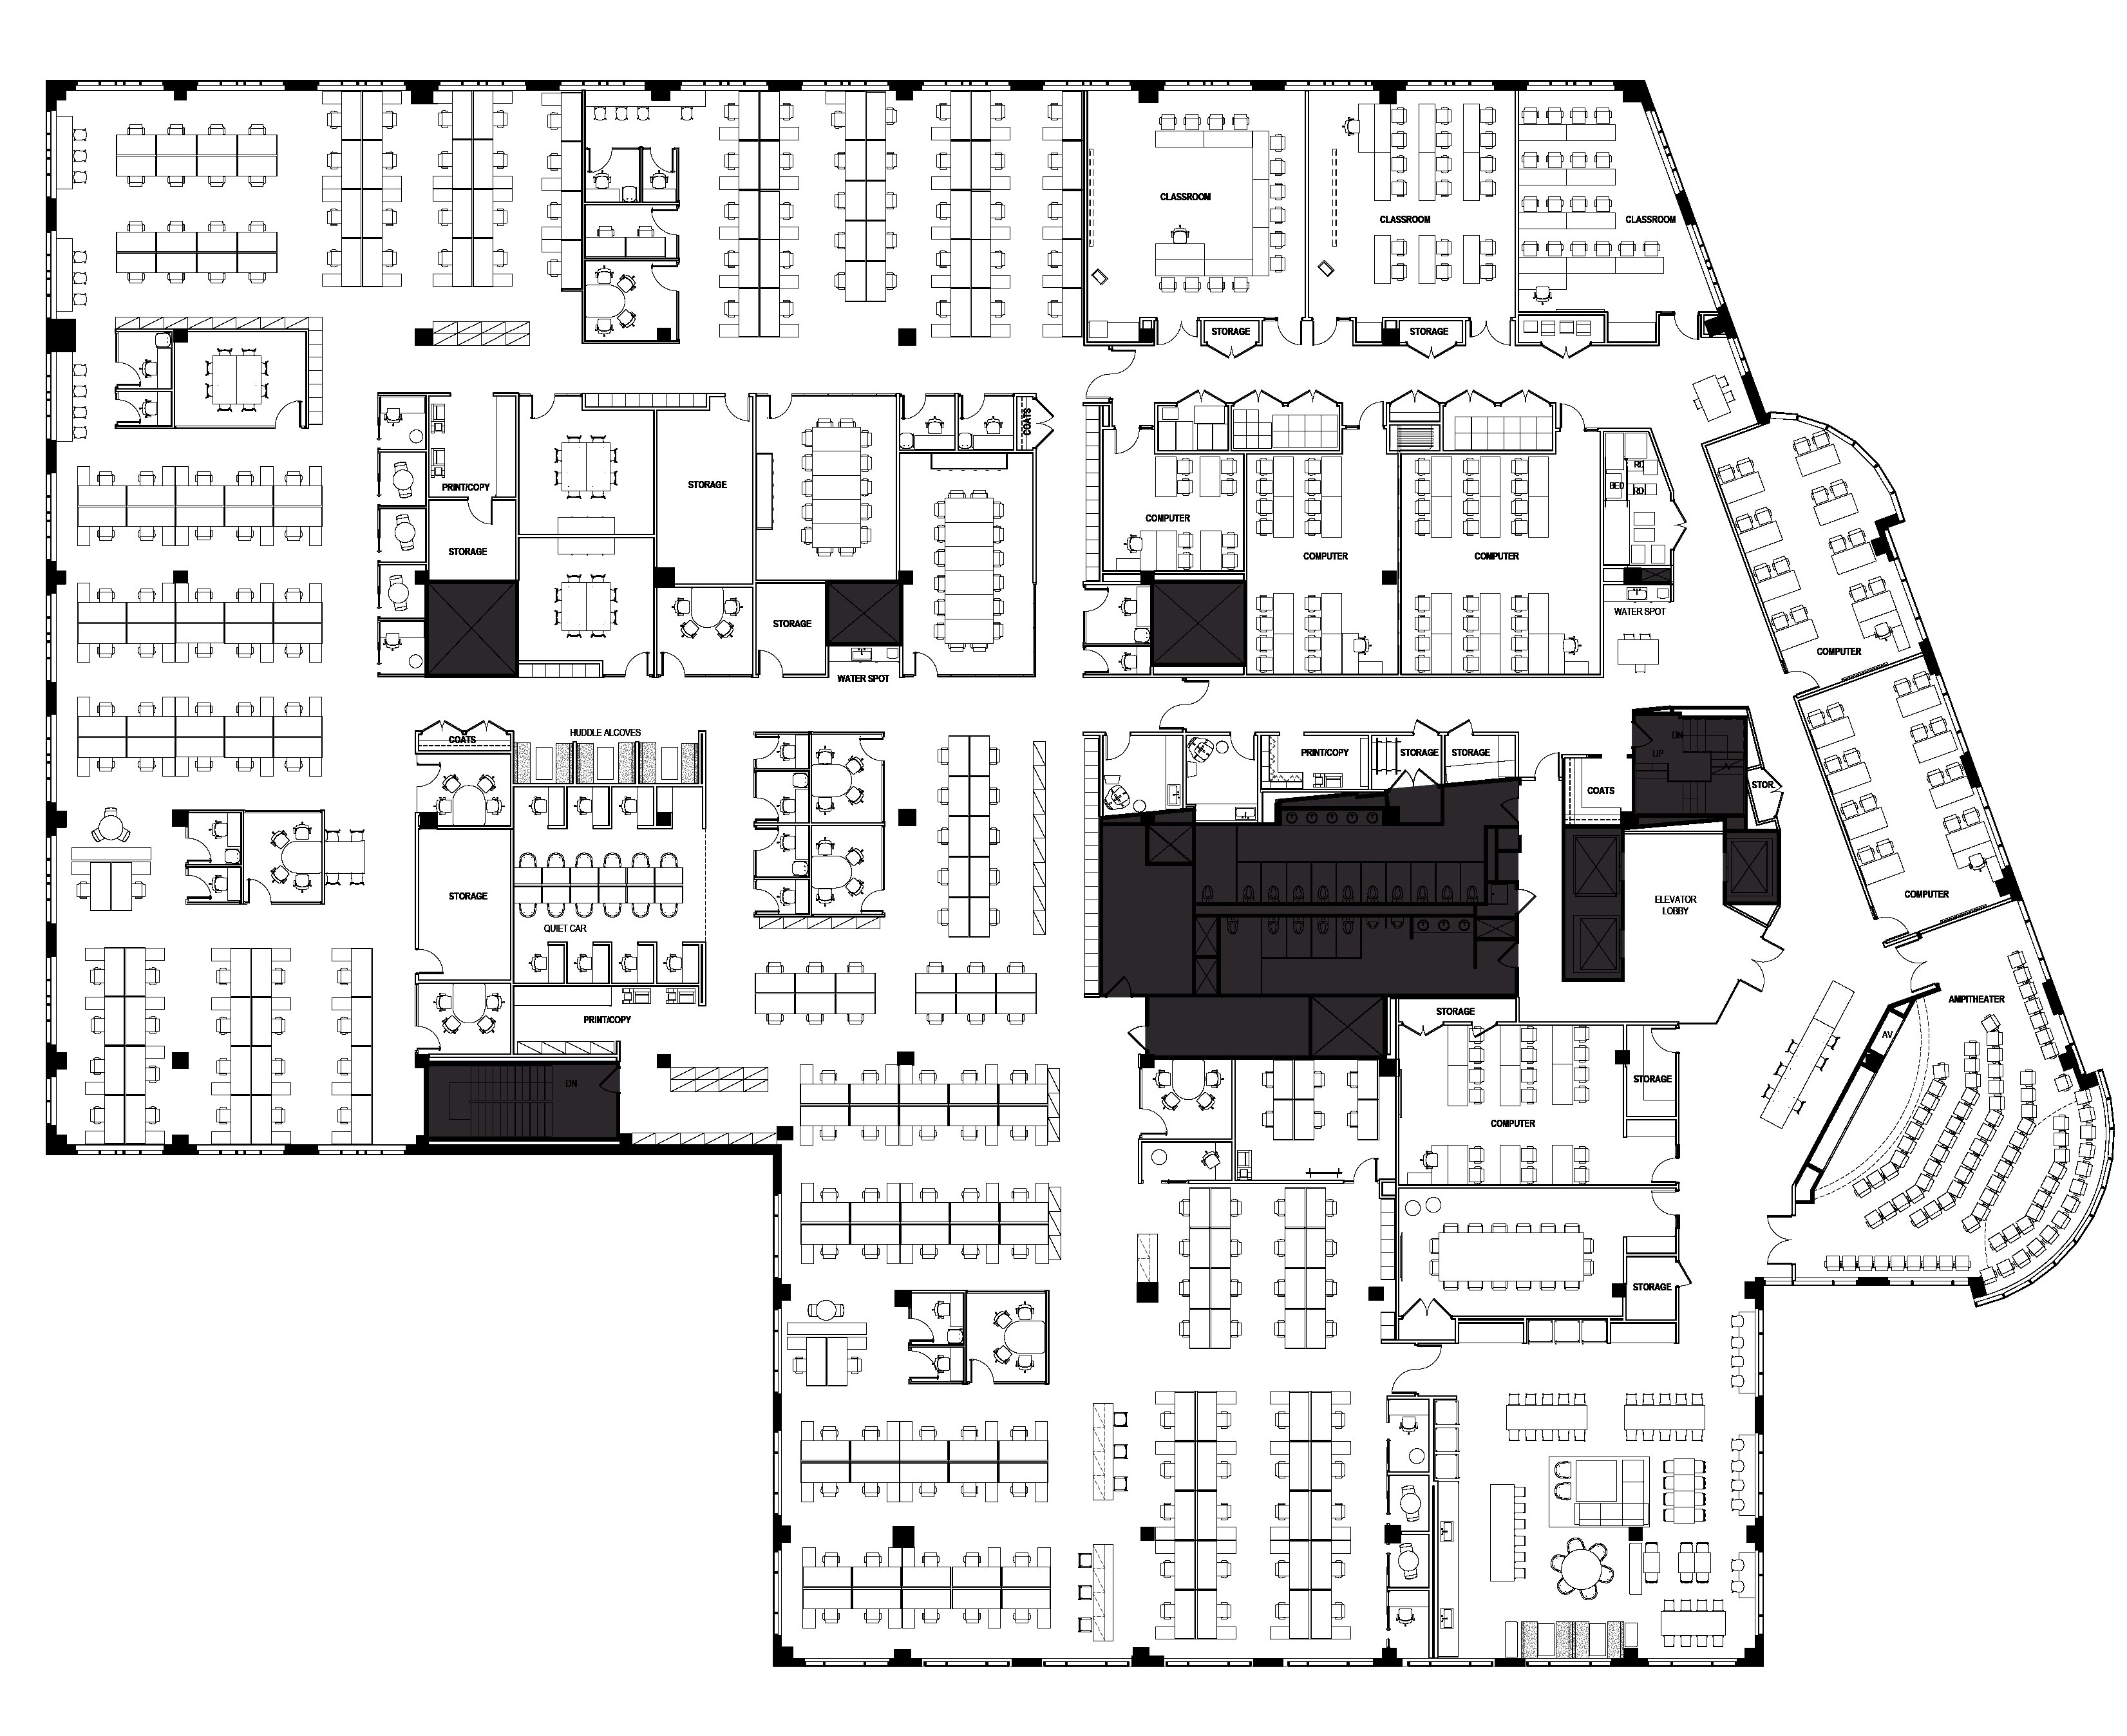 CLASSROOM
CLASSROOM
CLASSROOM
STORAGE
STORAGE
COATS
PRINT/COPY
STORAGE
STORAGE
STORAGE
WATER SPOT
COMPUTER
COMPUTER
COMPUTER
RD
BED
RD
WATER SPOT
COMPUTER
COATS
HUDDLE ALCOVES
PRINT/COPY
STORAGE
STORAGE
DN
UP
STOR.
COATS
COMPUTER
STORAGE
QUIET CAR
ELEVATOR
LOBBY
AMPITHEATER
PRINT/COPY
STORAGE
AV
DN
STORAGE
COMPUTER
STORAGE